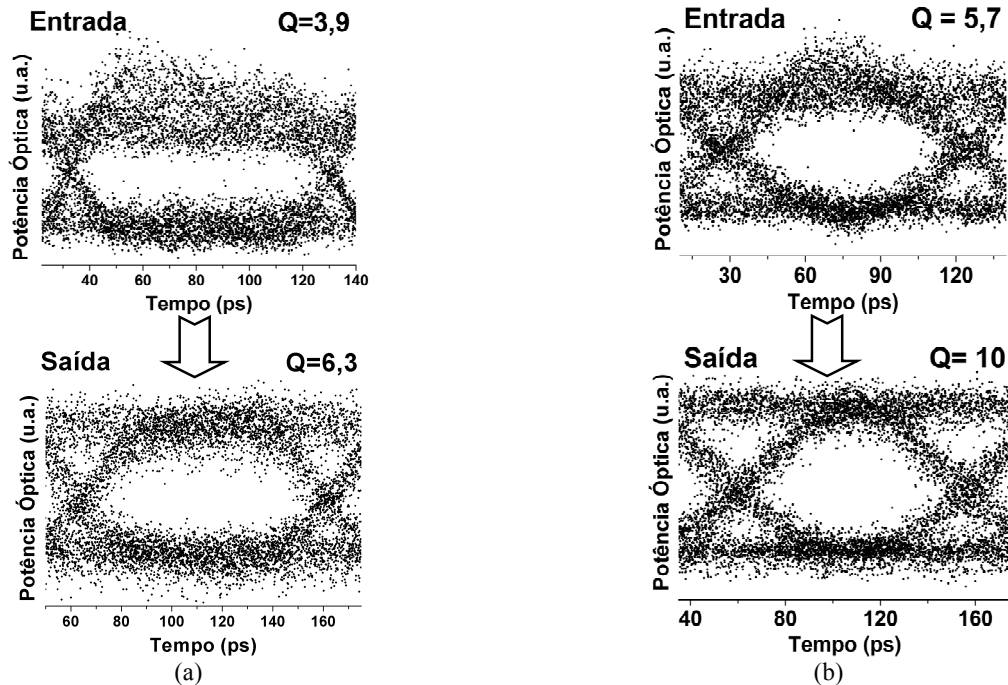 Entrada Q=3,9
Potência Óptica (u.a.)
40 60 80 100 120 140
Tempo (ps)
Saída Q=6,3
Potência Óptica (u.a.)
60 80 100 120 140 160
Tempo (ps)
(a)
Entrada Q = 5,7
Potência Óptica (u.a.)
30 60 90 120
Tempo (ps)
Saída Q= 10
Potência Óptica (u.a.)
40 80 120 160
Tempo (ps)
(b)